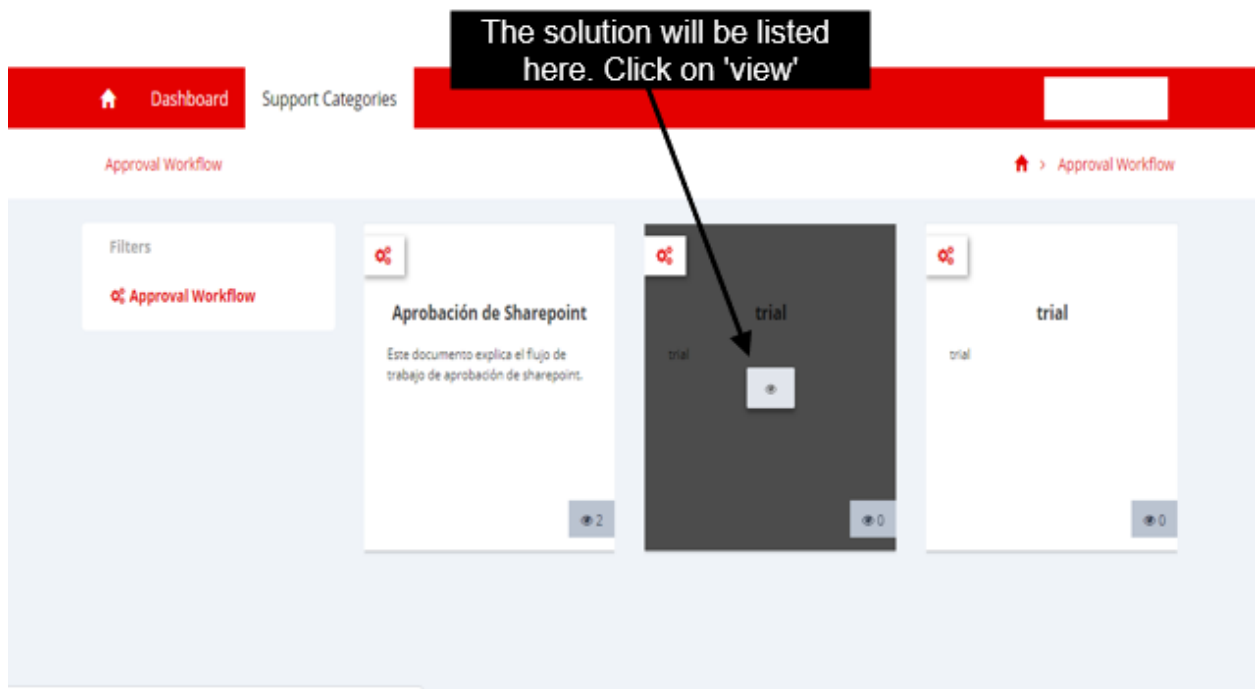 The solution will be listed
here. Click on 'view'
Dashboard
Support Categories
Approval Workflow
> Approval Workflow
Filters
Approval Workflow
Aprobación de Sharepoint
Este documento explica el flujo de
trabajo de aprobación de sharepoint.
2
trial
trial
0
trial
trial
0